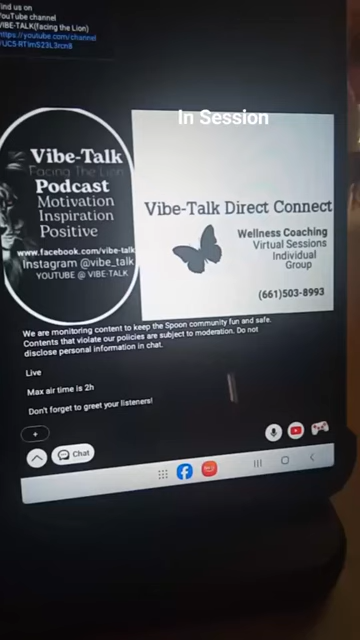 ind us on
YouTube channel
VIBE-TALK(facing the Lion)
https://youtube.com/channel
In Session
Vibe-Talk
Facing The Lion
Podcast
Motivation
Inspiration
Positive
www.facebook.com/vibe-talk
Instagram @vibe_talk
YOUTUBE @ VIBE-TALK
Vibe-Talk Direct Connect
Wellness Coaching
Virtual Sessions
Individual
Group
(661)503-8993
We are monitoring content to keep the Spoon community fun and safe.
Contents that violate our policies are subject to moderation. Do not
disclose personal information in chat.
Live
Max air time is 2h
Don't forget to greet your listeners!
+
Chat